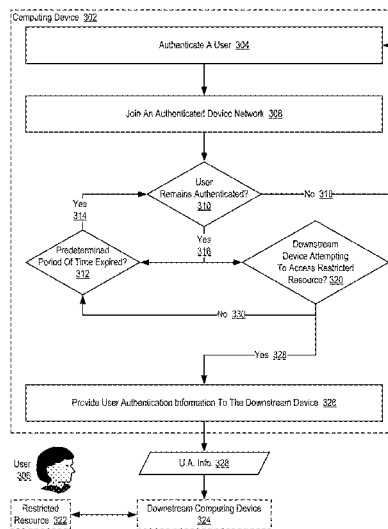 Computing Device 302
Authenticate A User 304
Join An Authenticated Device Network 308
User
Remains Authenticated?
310
No 318
Yes
314
Yes
316
Predetermined
Period Of Time Expired?
312
Downstream
Device Attempting
To Access Restricted
Resource?
320
No 330
Yes 328
Provide User Authentication Information To The Downstream Device 326
User
306
U.A. Info. 328
Restricted
Resource 322
Downstream Computing Device
324